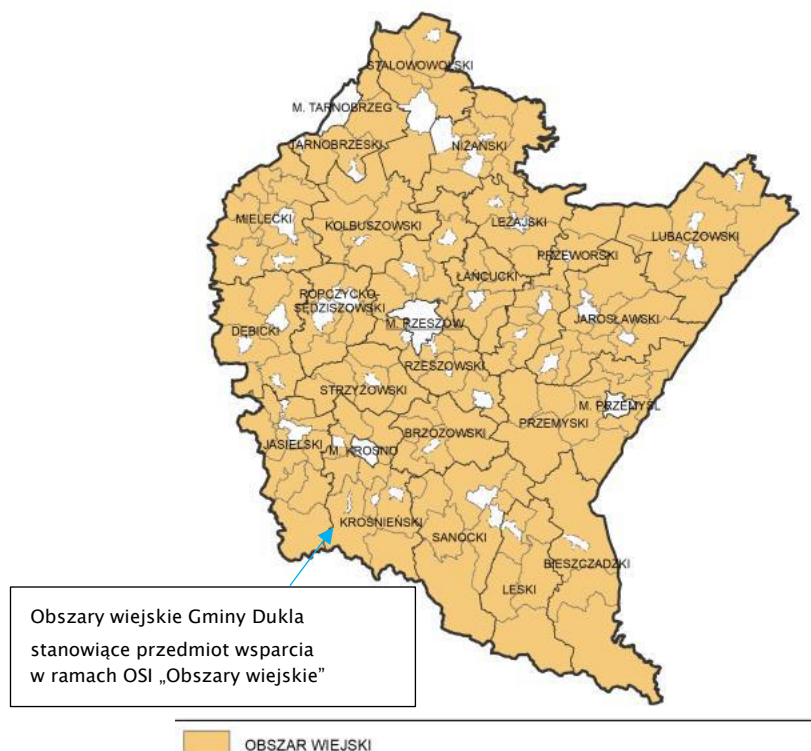 STALOWOWOLSKI
M. TARNOBRZEG
TARNOBRZESKI
NIŻAŃSKI
MIELECKI
KOLBUSZOWSKI
LEŻAJSKI
LUBACZOWSKI
PRZEWORSKI
ŁAŃCUCKI
ROPCZYCKO-
SĘDZISZOWSKI
JAROSŁAWSKI
M. RZESZÓW
DĘBICKI
RZESZOWSKI
STRZYŻOWSKI
M. PRZEMYŚL
PRZEMYSKI
BRZOZOWSKI
JASIELSKI
M. KROSNO
KROŚNIEŃSKI
SANOCKI
BIESZCZADZKI
LESKI
Obszary wiejskie Gminy Dukla
stanowiące przedmiot wsparcia
w ramach OSI „Obszary wiejskie”
OBSZAR WIEJSKI